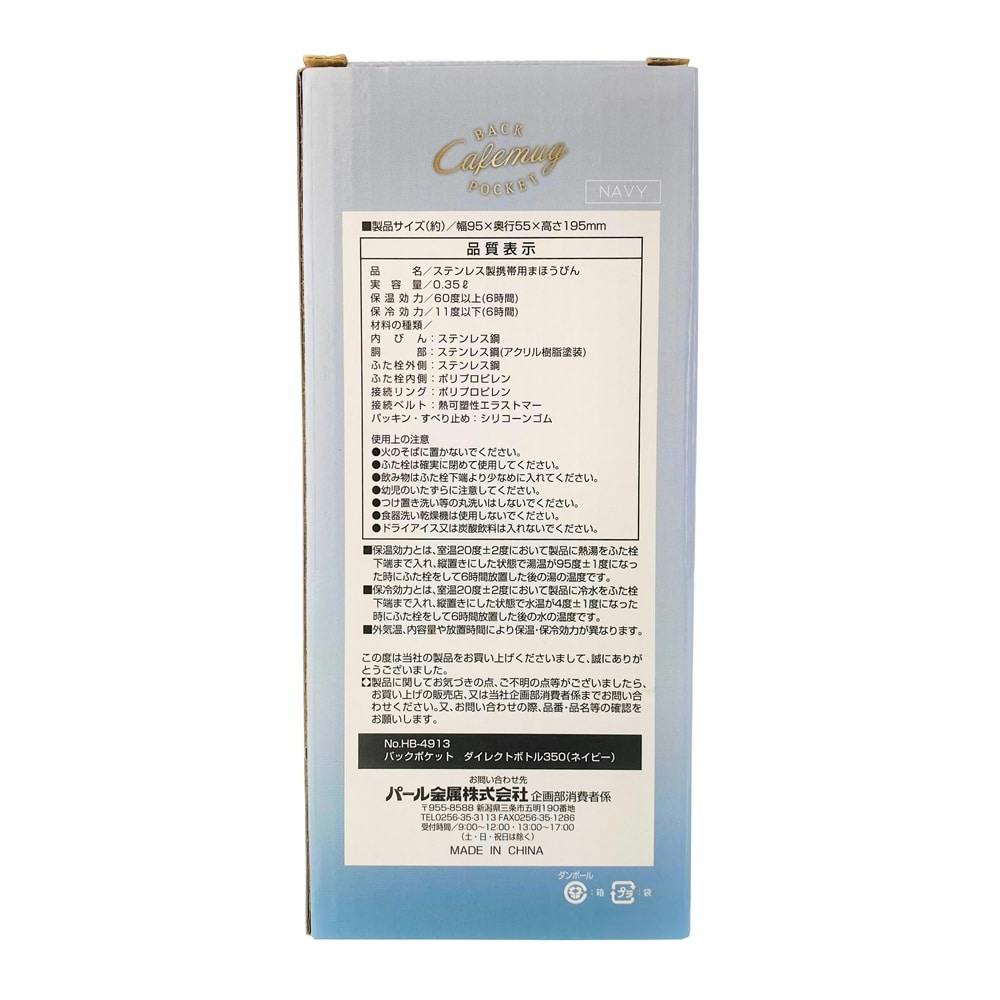 BACK
Cafemug
POCKET
NAVY
■製品サイズ(約)/幅95×奥行55×高さ195mm
品質表示
品名/ステンレス製携帯用まほうびん
実容量/0.35ℓ
保温効力/60度以上(6時間)
保冷効力/11度以下(6時間)
材料の種類/
内びん:ステンレス鋼
胴部:ステンレス鋼(アクリル樹脂塗装)
ふた栓外側:ステンレス鋼
ふた栓内側:ポリプロピレン
接続リング:ポリプロピレン
接続ベルト:熱可塑性エラストマー
パッキン・すべり止め:シリコーンゴム
使用上の注意
●火のそばに置かないでください。
●ふた栓は確実に閉めて使用してください。
●飲み物はふた栓下端より少なめに入れてください。
●幼児のいたずらに注意してください。
●つけ置き洗い等の丸洗いはしないでください。
●食器洗い乾燥機は使用しないでください。
●ドライアイス又は炭酸飲料は入れないでください。
■保温効力とは、室温20度±2度において製品に熱湯をふた栓
下端まで入れ、縦置きにした状態で湯温が95度±1度になっ
た時にふた栓をして6時間放置した後の湯の温度です。
■保冷効力とは、室温20度±2度において製品に冷水をふた栓
下端まで入れ、縦置きにした状態で水温が4度±1度になった
時にふた栓をして6時間放置した後の水の温度です。
■外気温、内容量や放置時間により保温・保冷効力が異なります。
この度は当社の製品をお買い上げくださいまして、誠にありが
とうございました。
製品に関してお気づきの点、ご不明の点等がございましたら、
お買い上げの販売店、又は当社企画部消費者係までお問い合
わせください。又、お問い合わせの際、品番・品名等の確認を
お願いします。
No.HB-4913
バックポケット ダイレクトボトル350(ネイビー)
お問い合わせ先
パール金属株式会社 企画部消費者係
〒955-8588 新潟県三条市五明190番地
TEL0256-35-3113 FAX0256-35-1286
受付時間/9:00~12:00・13:00~17:00
(土・日・祝日は除く)
MADE IN CHINA
ダンボール
:箱 プラ:袋